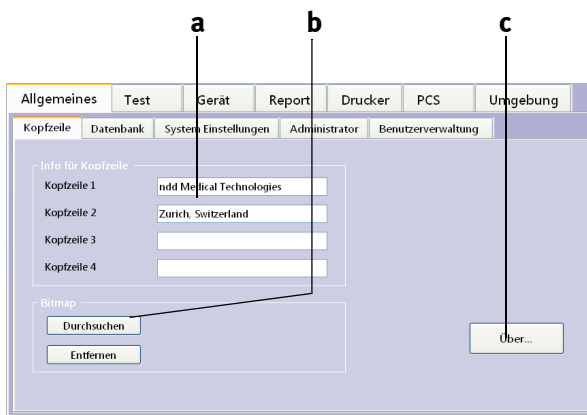 a b c
Allgemeines Test Gerät Report Drucker PCS Umgebung
Kopfzeile Datenbank System Einstellungen Administrator Benutzerverwaltung
Info für Kopfzeile
Kopfzeile 1 ndd Medical Technologies
Kopfzeile 2 Zurich, Switzerland
Kopfzeile 3
Kopfzeile 4
Bitmap
Durchsuchen
Über...
Entfernen